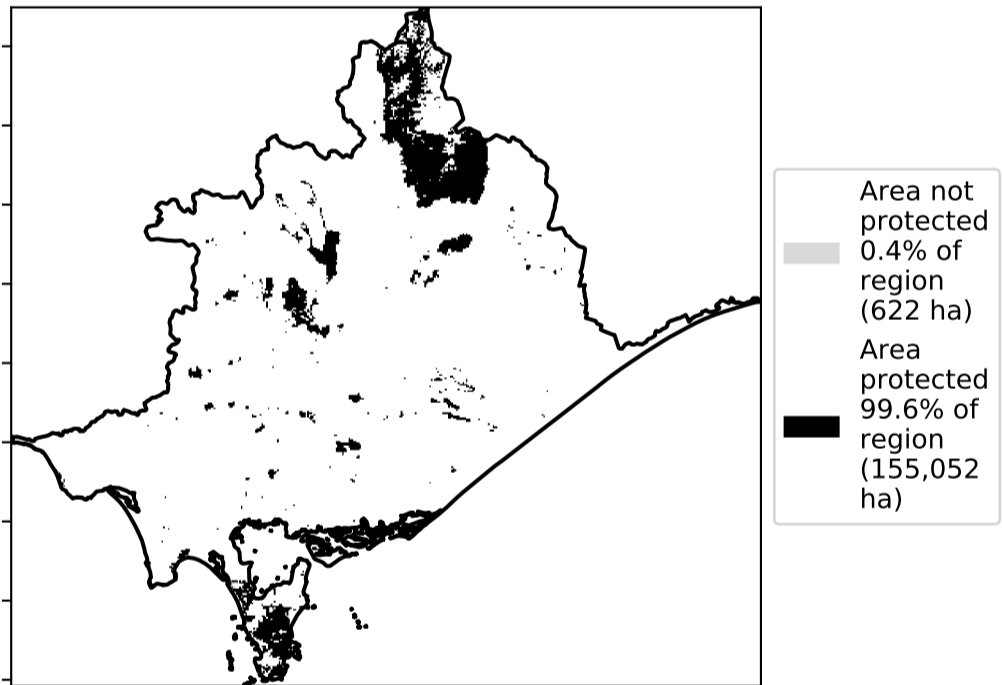 Area not
protected
0.4% of
region
(622 ha)
Area
protected
99.6% of
region
(155,052
ha)